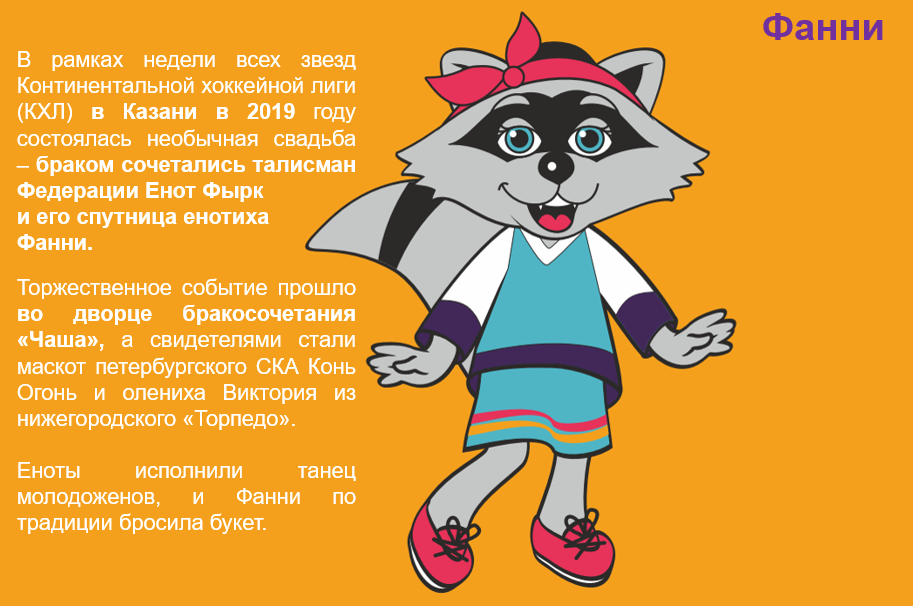 Фанни
В рамках недели всех звезд
Континентальной хоккейной лиги
(КХЛ) в Казани в 2019 году
состоялась необычная свадьба
– браком сочетались талисман
Федерации Енот Фырк
и его спутница енотиха
Фанни.
Торжественное событие прошло
во дворце бракосочетания
«Чаша», а свидетелями стали
маскот петербургского СКА Конь
Огонь и олениха Виктория из
нижегородского «Торпедо».
Еноты исполнили танец
молодоженов, и Фанни по
традиции бросила букет.